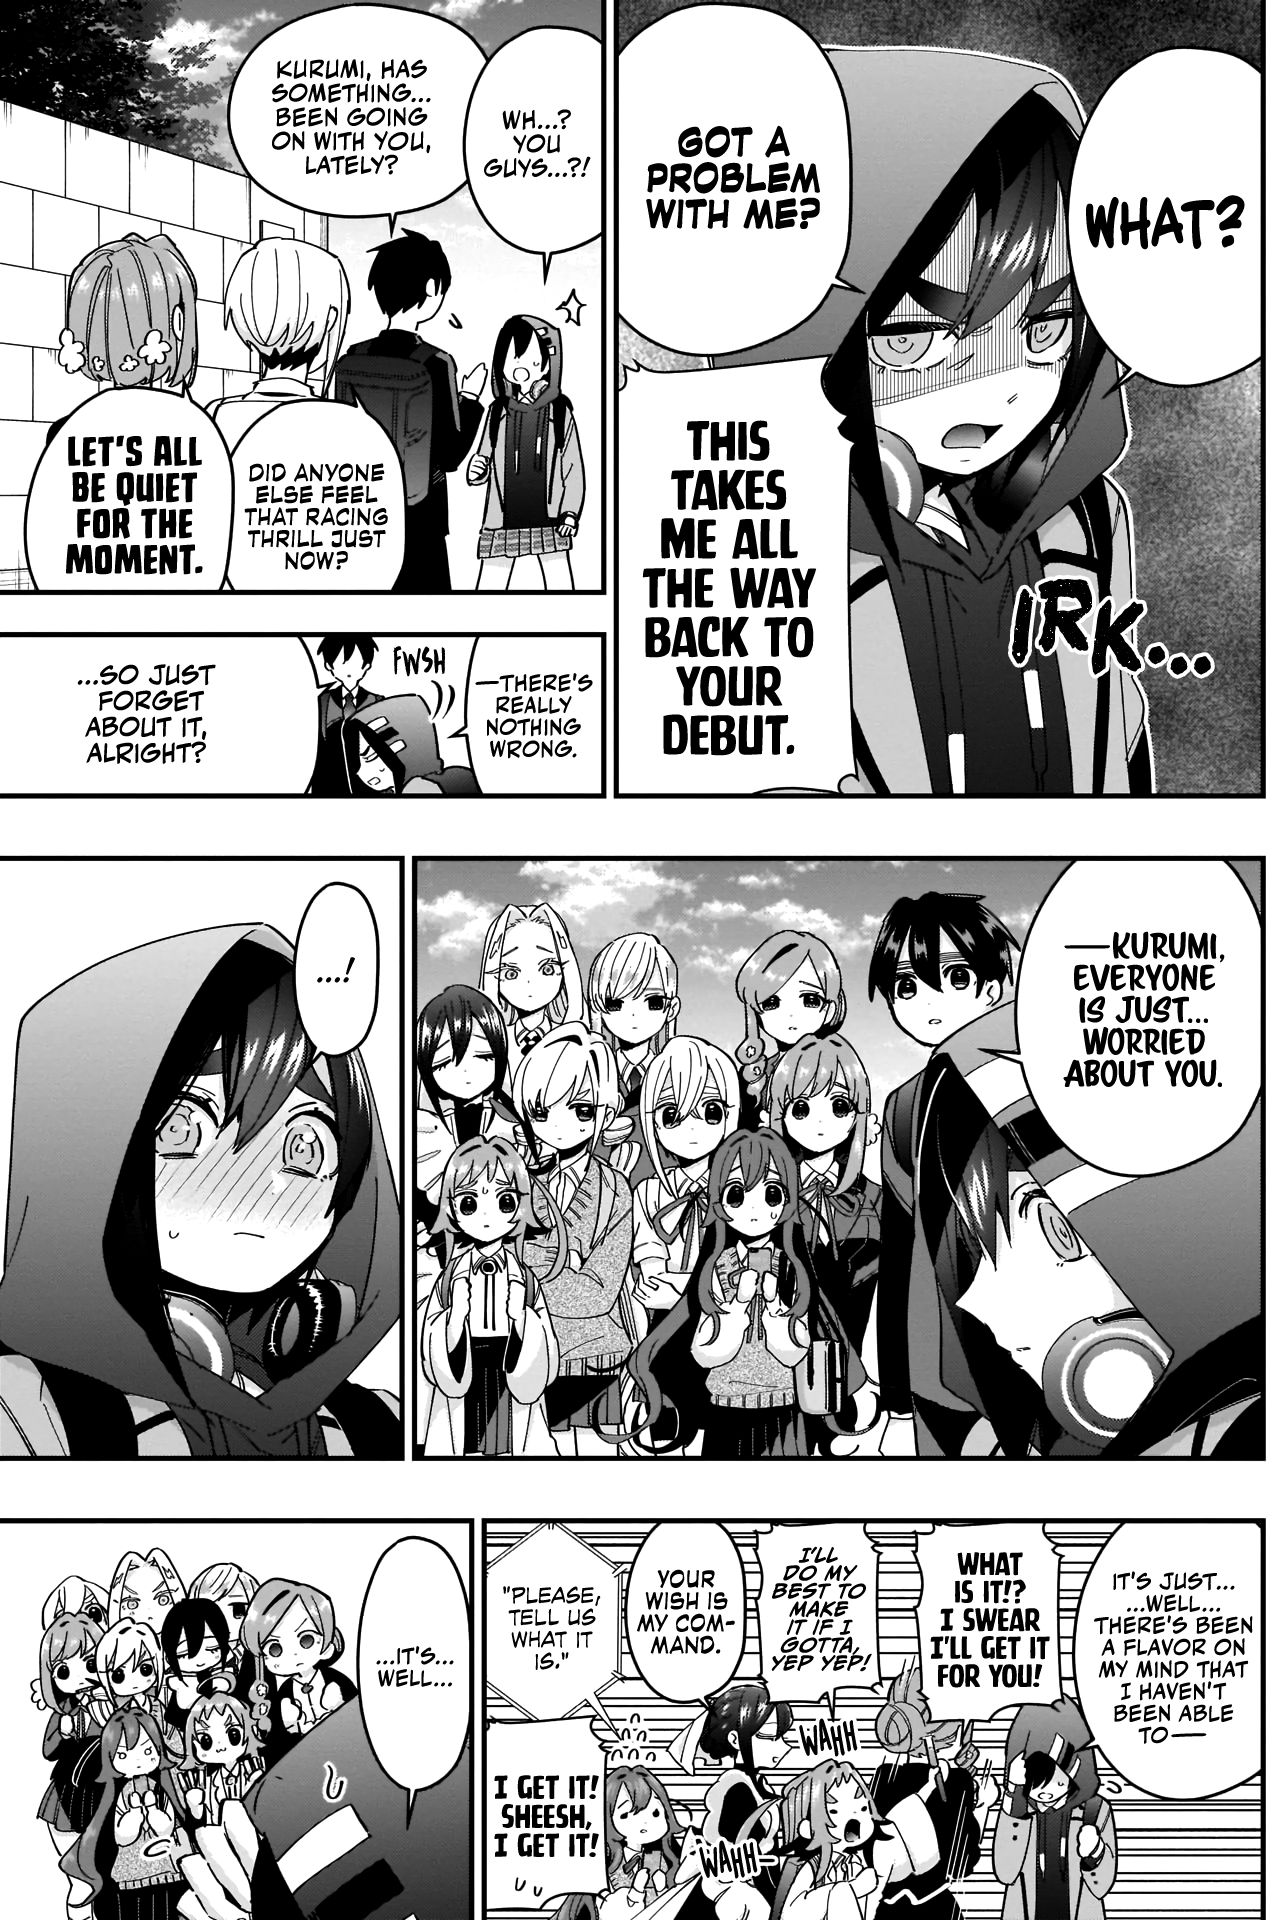 WHAT?
GOT A
PROBLEM
WITH ME?
IRK...
THIS
TAKES
ME ALL
THE WAY
BACK TO
YOUR
DEBUT.
WH...?
YOU
GUYS...?!
KURUMI, HAS
SOMETHING...
BEEN GOING
ON WITH YOU,
LATELY?
DID ANYONE
ELSE FEEL
THAT RACING
THRILL JUST
NOW?
LET'S ALL
BE QUIET
FOR THE
MOMENT.
—THERE'S
REALLY
NOTHING
WRONG.
FWSH
...SO JUST
FORGET
ABOUT IT,
ALRIGHT?
—KURUMI,
EVERYONE
IS JUST...
WORRIED
ABOUT YOU.
...!
IT'S JUST...
...WELL...
THERE'S BEEN
A FLAVOR ON
MY MIND THAT
I HAVEN'T
BEEN ABLE
TO—
WHAT
IS IT!?
I SWEAR
I'LL GET IT
FOR YOU!
I'LL
DO MY
BEST TO
MAKE
IT IF I
GOTTA,
YEP YEP!
YOUR
WISH IS
MY COM-
MAND.
"PLEASE,
TELL US
WHAT IT
IS."
WAHH
WAHH—
I GET IT!
SHEESH,
I GET IT!
...IT'S...
WELL...